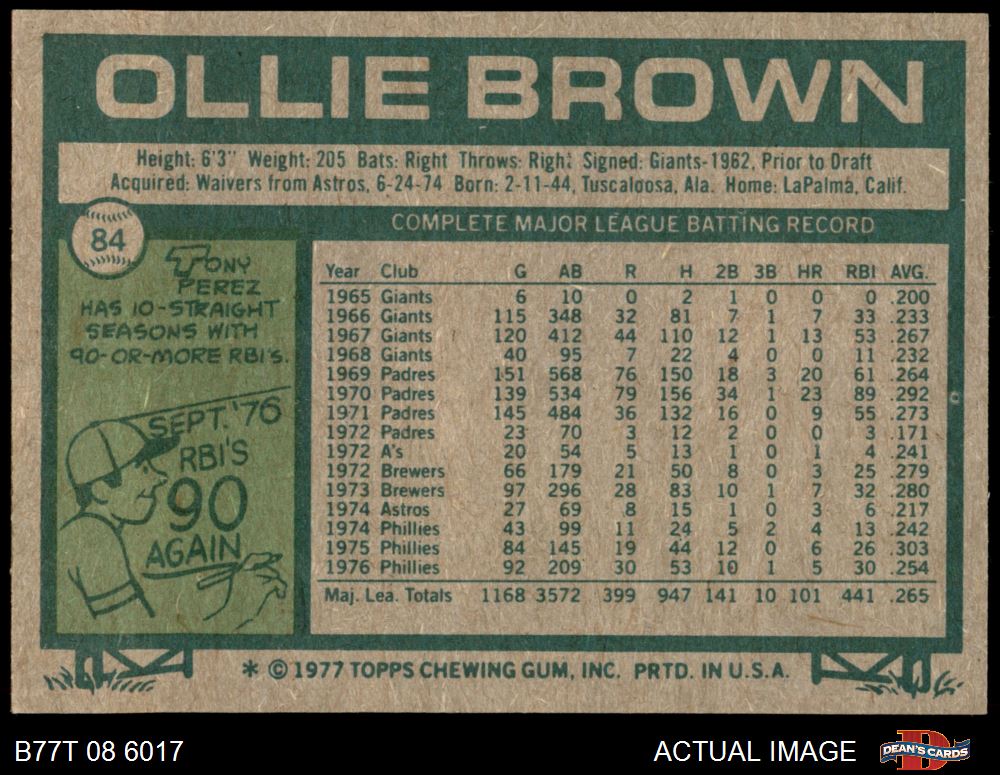 OLLIE BROWN
Height: 6'3" Weight: 205 Bats: Right Throws: Right Signed: Giants-1962, Prior to Draft
Acquired: Waivers from Astros, 6-24-74 Born: 2-11-44, Tuscaloosa, Ala. Home: LaPalma, Calif.
84
COMPLETE MAJOR LEAGUE BATTING RECORD
TONY
PEREZ
HAS 10-STRAIGHT
SEASONS WITH
90-OR-MORE RBI'S.
SEPT. '76
RBI'S
90
AGAIN
Year Club G AB R H 2B 3B HR RBI AVG.
1965 Giants 6 10 0 2 1 0 0 0 .200
1966 Giants 115 348 32 81 7 1 7 33 .233
1967 Giants 120 412 44 110 12 1 13 53 .267
1968 Giants 40 95 7 22 4 0 0 11 .232
1969 Padres 151 568 76 150 18 3 20 61 .264
1970 Padres 139 534 79 156 34 1 23 89 .292
1971 Padres 145 484 36 132 16 0 9 55 .273
1972 Padres 23 70 3 12 2 0 0 3 .171
1972 A's 20 54 5 13 1 0 1 4 .241
1972 Brewers 66 179 21 50 8 0 3 25 .279
1973 Brewers 97 296 28 83 10 1 7 32 .280
1974 Astros 27 69 8 15 1 0 3 6 .217
1974 Phillies 43 99 11 24 5 2 4 13 .242
1975 Phillies 84 145 19 44 12 0 6 26 .303
1976 Phillies 92 209 30 53 10 1 5 30 .254
Maj. Lea. Totals 1168 3572 399 947 141 10 101 441 .265
* © 1977 TOPPS CHEWING GUM, INC. PRTD. IN U.S.A.
B77T 08 6017
ACTUAL IMAGE
DEAN'S CARDS